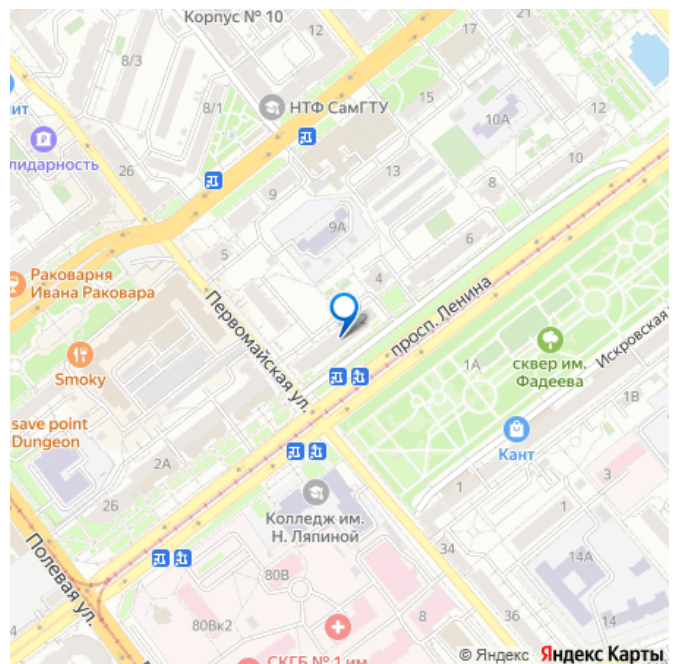 Корпус № 10
8/3
17
8/1
НТФ СамГТУ
15
12
ит
10А
лидарность
26
13
10
9
8
9А
6
5
4
Раковарня
Ивана Раковара
Первомайская ул.
просп. Ленина
Smoky
1А
сквер им.
Фадеева
Искровская
1В
save point
Dungeon
Кант
2А
3
1
2Б
1
Колледж им.
Н. Ляпиной
Полевая ул.
34
14А
80В
8
36
14
80Вк2
СКГБ № 1 им
© Яндекс Яндекс Карты